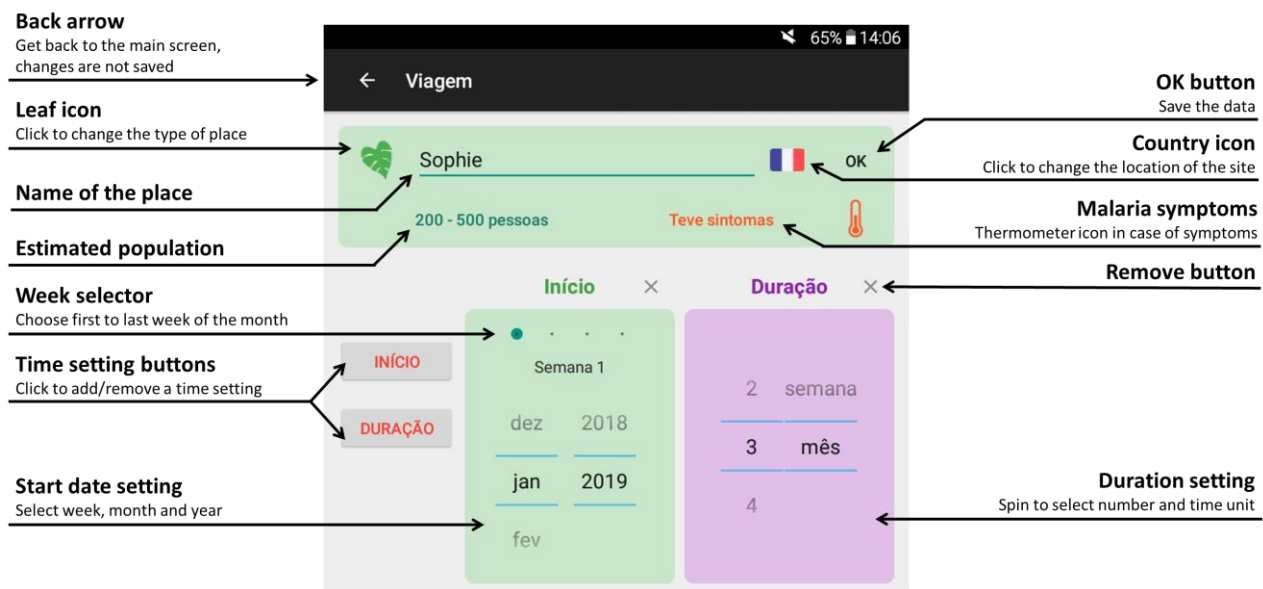 Back arrow
Get back to the main screen,
changes are not saved
Leaf icon
Click to change the type of place
Name of the place
Estimated population
Week selector
Choose first to last week of the month
Time setting buttons
Click to add/remove a time setting
Start date setting
Select week, month and year
65% 14:06
Viagem
Sophie
OK
200 - 500 pessoas
Teve sintomas
Início
Duração
INÍCIO
DURAÇÃO
Semana 1
dez 2018
jan 2019
fev
2 semana
3 mês
4
OK button
Save the data
Country icon
Click to change the location of the site
Malaria symptoms
Thermometer icon in case of symptoms
Remove button
Duration setting
Spin to select number and time unit